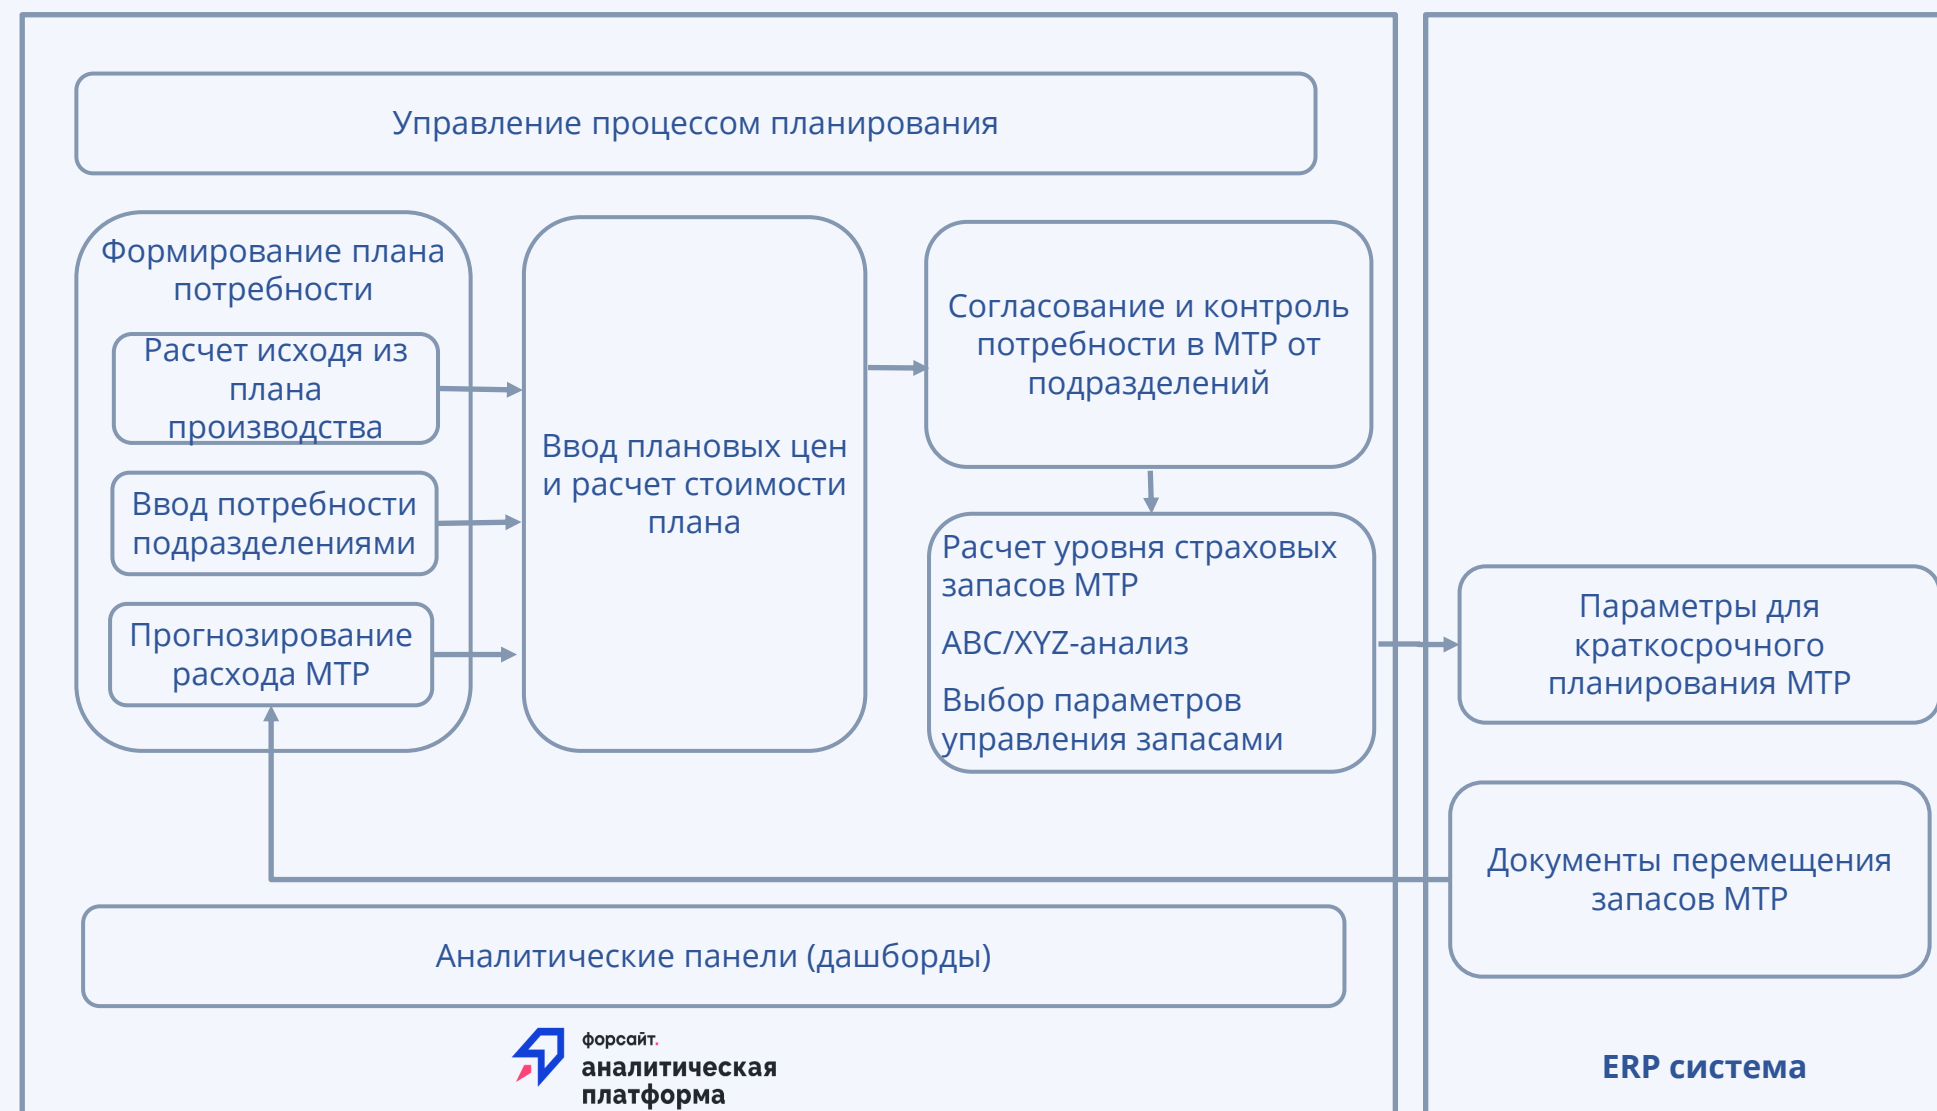 Управление процессом планирования
Формирование плана
потребности
Расчет исходя из
плана
производства
Ввод потребности
подразделениями
Прогнозирование
расхода МТР
Ввод плановых цен
и расчет стоимости
плана
Согласование и контроль
потребности в МТР от
подразделений
Расчет уровня страховых
запасов МТР
ABC/XYZ-анализ
Выбор параметров
управления запасами
Параметры для
краткосрочного
планирования МТР
Документы перемещения
запасов МТР
Аналитические панели (дашборды)
форсайт.
аналитическая
платформа
ERP система